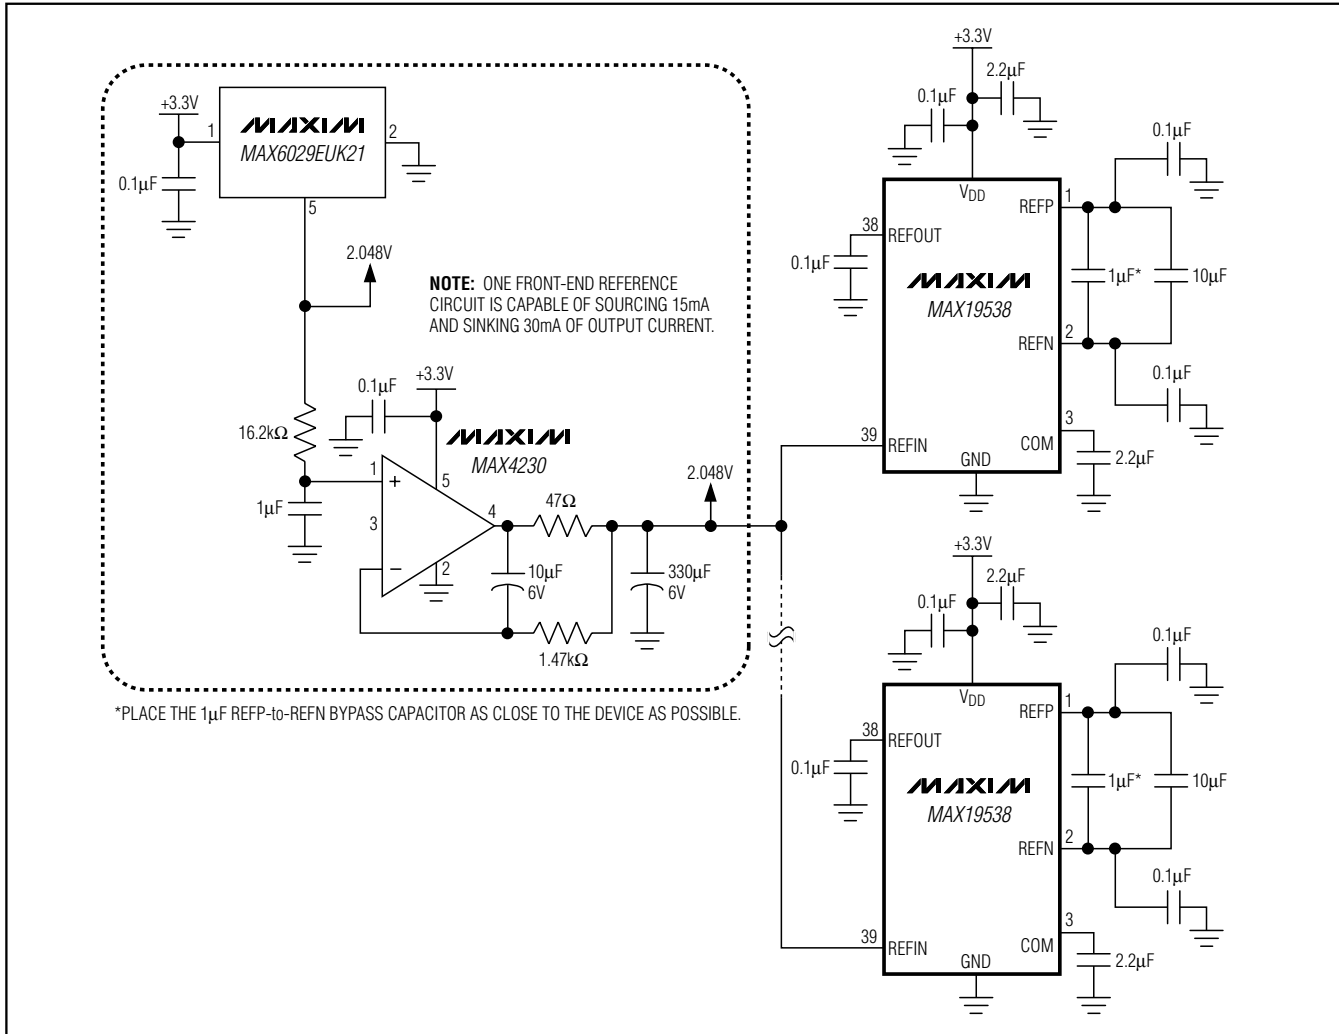 +3.3V
1
MAXIM
MAX6029EUK21
2
0.1µF
5
2.048V
NOTE: ONE FRONT-END REFERENCE
CIRCUIT IS CAPABLE OF SOURCING 15mA
AND SINKING 30mA OF OUTPUT CURRENT.
16.2kΩ
1µF
0.1µF
+3.3V
MAXIM
MAX4230
1
+
5
3
4
−
2
47Ω
10µF
6V
1.47kΩ
330µF
6V
2.048V
*PLACE THE 1µF REFP-to-REFN BYPASS CAPACITOR AS CLOSE TO THE DEVICE AS POSSIBLE.
+3.3V
2.2µF
0.1µF
0.1µF
VDD
REFP
1
38
REFOUT
0.1µF
MAXIM
MAX19538
1µF*
10µF
REFN
2
0.1µF
39
REFIN
COM
3
GND
2.2µF
+3.3V
2.2µF
0.1µF
0.1µF
VDD
REFP
1
38
REFOUT
0.1µF
MAXIM
MAX19538
1µF*
10µF
REFN
2
0.1µF
39
REFIN
COM
3
GND
2.2µF